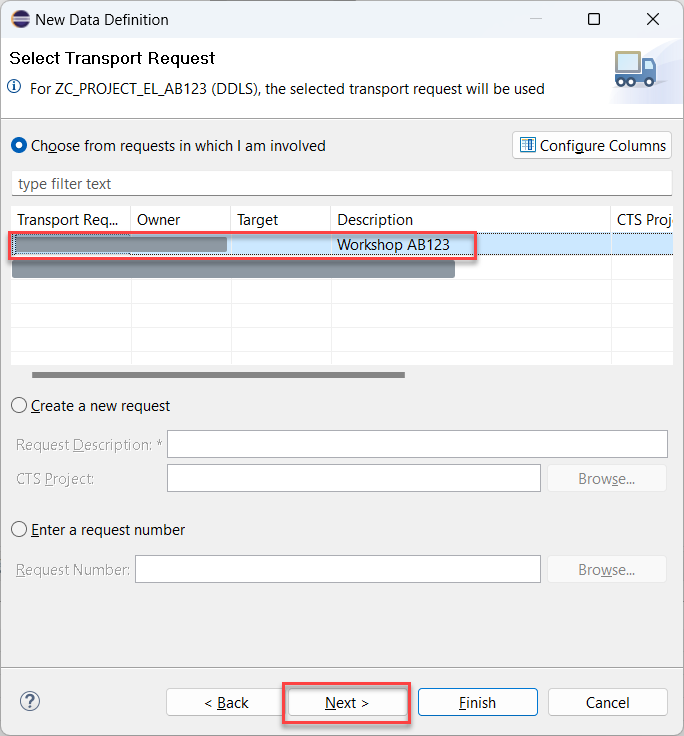 New Data Definition
Select Transport Request
For ZC_PROJECT_EL_AB123 (DDLS), the selected transport request will be used
Choose from requests in which I am involved
Configure Columns
type filter text
Transport Req... Owner Target Description CTS Proj
Workshop AB123
Create a new request
Request Description: *
CTS Project: Browse...
Enter a request number
Request Number: Browse...
? < Back Next > Finish Cancel